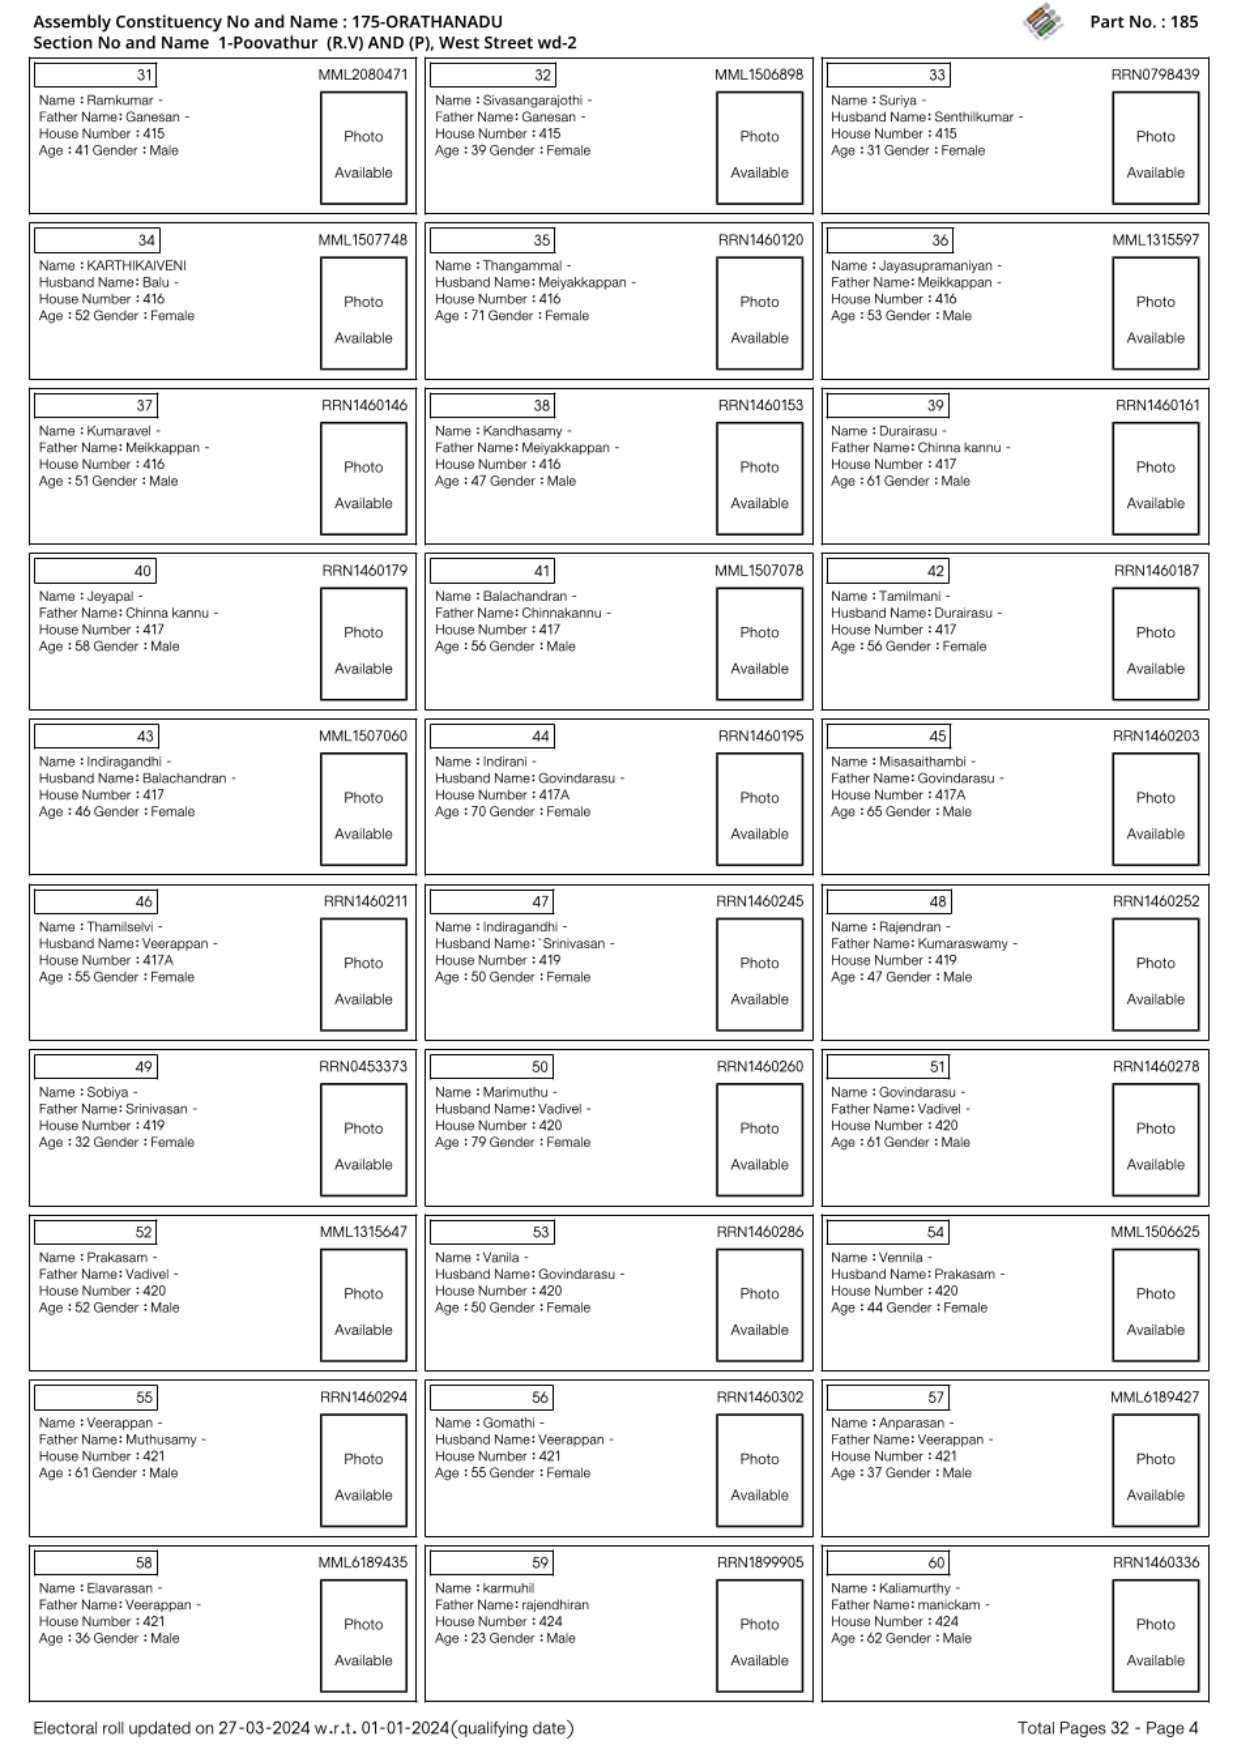 Assembly Constituency No and Name : 175-ORATHANADU
Part No. : 185
Section No and Name 1-Poovathur (R.V) AND (P), West Street wd-2
31 MML2080471
Name : Ramkumar -
Father Name: Ganesan -
House Number : 415
Age : 41 Gender : Male
Photo
Available
32 MML1506898
Name : Sivasangarajothi -
Father Name: Ganesan -
House Number : 415
Age : 39 Gender : Female
Photo
Available
33 RRN0798439
Name : Suriya -
Husband Name: Senthilkumar -
House Number : 415
Age : 31 Gender : Female
Photo
Available
34 MML1507748
Name : KARTHIKAIVENI
Husband Name: Balu -
House Number : 416
Age : 52 Gender : Female
Photo
Available
35 RRN1460120
Name : Thangammal -
Husband Name: Meiyakkappan -
House Number : 416
Age : 71 Gender : Female
Photo
Available
36 MML1315597
Name : Jayasupramaniyan -
Father Name: Meikkappan -
House Number : 416
Age : 53 Gender : Male
Photo
Available
37 RRN1460146
Name : Kumaravel -
Father Name: Meikkappan -
House Number : 416
Age : 51 Gender : Male
Photo
Available
38 RRN1460153
Name : Kandhasamy -
Father Name: Meiyakkappan -
House Number : 416
Age : 47 Gender : Male
Photo
Available
39 RRN1460161
Name : Durairasu -
Father Name: Chinna kannu -
House Number : 417
Age : 61 Gender : Male
Photo
Available
40 RRN1460179
Name : Jeyapal -
Father Name: Chinna kannu -
House Number : 417
Age : 58 Gender : Male
Photo
Available
41 MML1507078
Name : Balachandran -
Father Name: Chinnakannu -
House Number : 417
Age : 56 Gender : Male
Photo
Available
42 RRN1460187
Name : Tamilmani -
Husband Name: Durairasu -
House Number : 417
Age : 56 Gender : Female
Photo
Available
43 MML1507060
Name : Indiragandhi -
Husband Name: Balachandran -
House Number : 417
Age : 46 Gender : Female
Photo
Available
44 RRN1460195
Name : Indirani -
Husband Name: Govindarasu -
House Number : 417A
Age : 70 Gender : Female
Photo
Available
45 RRN1460203
Name : Misasaithambi -
Father Name: Govindarasu -
House Number : 417A
Age : 65 Gender : Male
Photo
Available
46 RRN1460211
Name : Thamilselvi -
Husband Name: Veerappan -
House Number : 417A
Age : 55 Gender : Female
Photo
Available
47 RRN1460245
Name : Indiragandhi -
Husband Name: `Srinivasan -
House Number : 419
Age : 50 Gender : Female
Photo
Available
48 RRN1460252
Name : Rajendran -
Father Name: Kumaraswamy -
House Number : 419
Age : 47 Gender : Male
Photo
Available
49 RRN0453373
Name : Sobiya -
Father Name: Srinivasan -
House Number : 419
Age : 32 Gender : Female
Photo
Available
50 RRN1460260
Name : Marimuthu -
Husband Name: Vadivel -
House Number : 420
Age : 79 Gender : Female
Photo
Available
51 RRN1460278
Name : Govindarasu -
Father Name: Vadivel -
House Number : 420
Age : 61 Gender : Male
Photo
Available
52 MML1315647
Name : Prakasam -
Father Name: Vadivel -
House Number : 420
Age : 52 Gender : Male
Photo
Available
53 RRN1460286
Name : Vanila -
Husband Name: Govindarasu -
House Number : 420
Age : 50 Gender : Female
Photo
Available
54 MML1506625
Name : Vennila -
Husband Name: Prakasam -
House Number : 420
Age : 44 Gender : Female
Photo
Available
55 RRN1460294
Name : Veerappan -
Father Name: Muthusamy -
House Number : 421
Age : 61 Gender : Male
Photo
Available
56 RRN1460302
Name : Gomathi -
Husband Name: Veerappan -
House Number : 421
Age : 55 Gender : Female
Photo
Available
57 MML6189427
Name : Anparasan -
Father Name: Veerappan -
House Number : 421
Age : 37 Gender : Male
Photo
Available
58 MML6189435
Name : Elavarasan -
Father Name: Veerappan -
House Number : 421
Age : 36 Gender : Male
Photo
Available
59 RRN1899905
Name : karmuhil
Father Name: rajendhiran
House Number : 424
Age : 23 Gender : Male
Photo
Available
60 RRN1460336
Name : Kaliamurthy -
Father Name: manickam -
House Number : 424
Age : 62 Gender : Male
Photo
Available
Electoral roll updated on 27-03-2024 w.r.t. 01-01-2024(qualifying date)
Total Pages 32 - Page 4